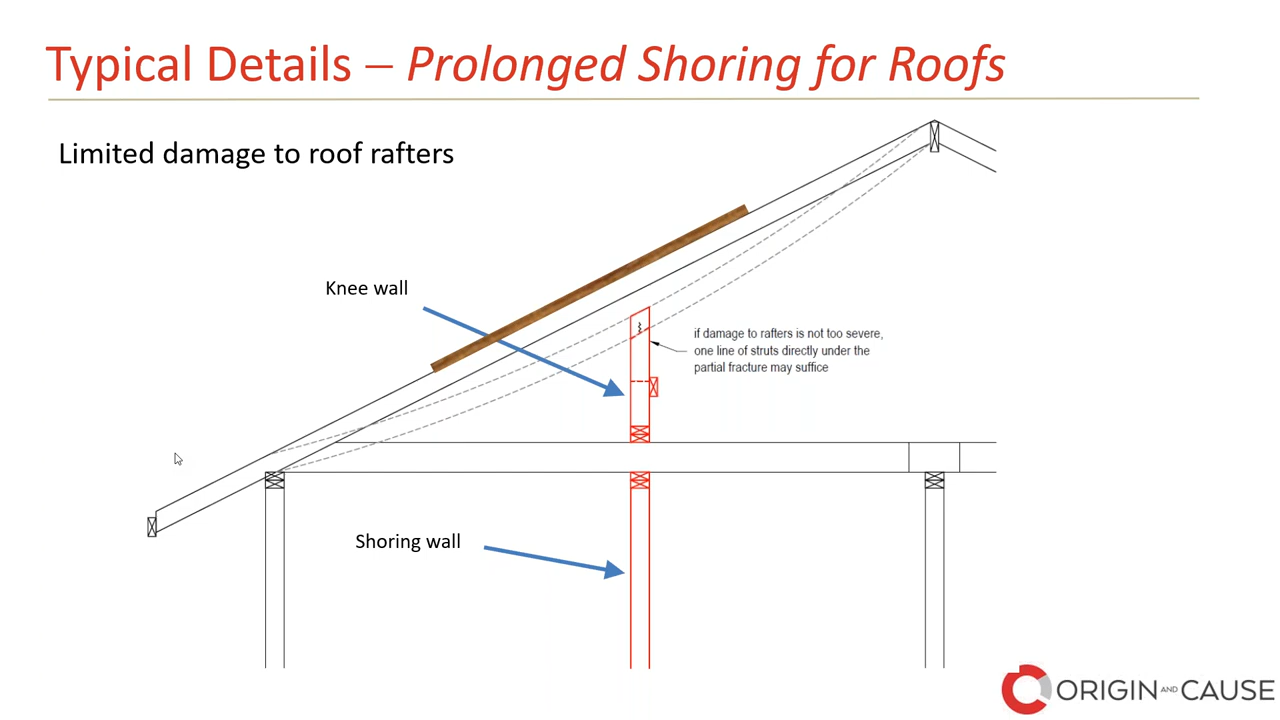 Typical Details – Prolonged Shoring for Roofs
Limited damage to roof rafters
Knee wall
if damage to rafters is not too severe,
one line of struts directly under the
partial fracture may suffice
Shoring wall
ORIGIN AND CAUSE